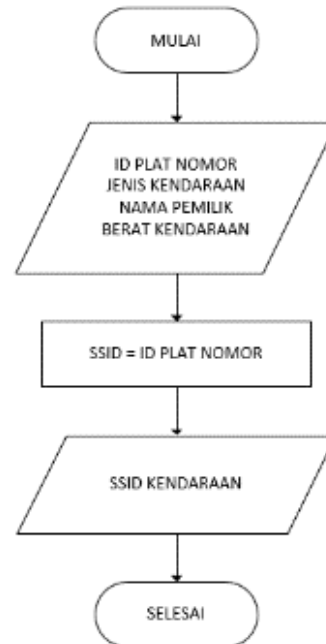 MULAI
ID PLAT NOMOR
JENIS KENDARAAN
NAMA PEMILIK
BERAT KENDARAAN
SSID = ID PLAT NOMOR
SSID KENDARAAN
SELESAI